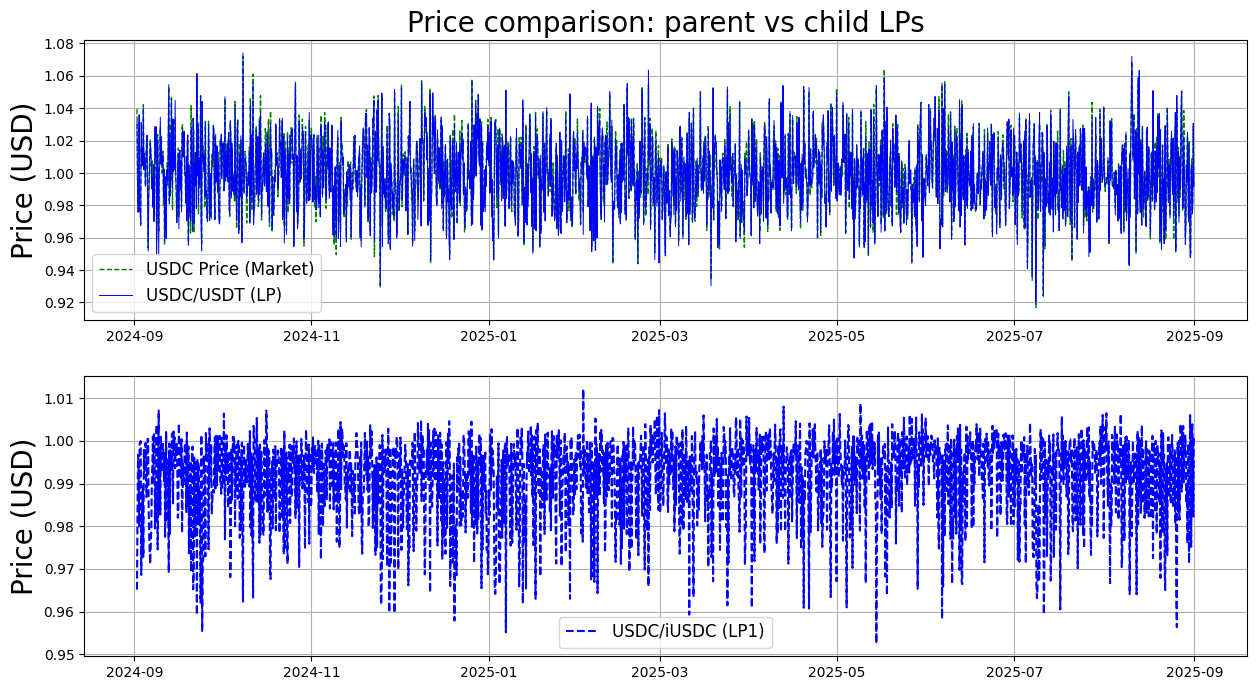 Price comparison: parent vs child LPs
Price (USD)
1.08
1.06
1.04
1.02
1.00
0.98
0.96
0.94
0.92
USDC Price (Market)
USDC/USDT (LP)
2024-09 2024-11 2025-01 2025-03 2025-05 2025-07 2025-09
Price (USD)
1.01
1.00
0.99
0.98
0.97
0.96
0.95
USDC/iUSDC (LP1)
2024-09 2024-11 2025-01 2025-03 2025-05 2025-07 2025-09